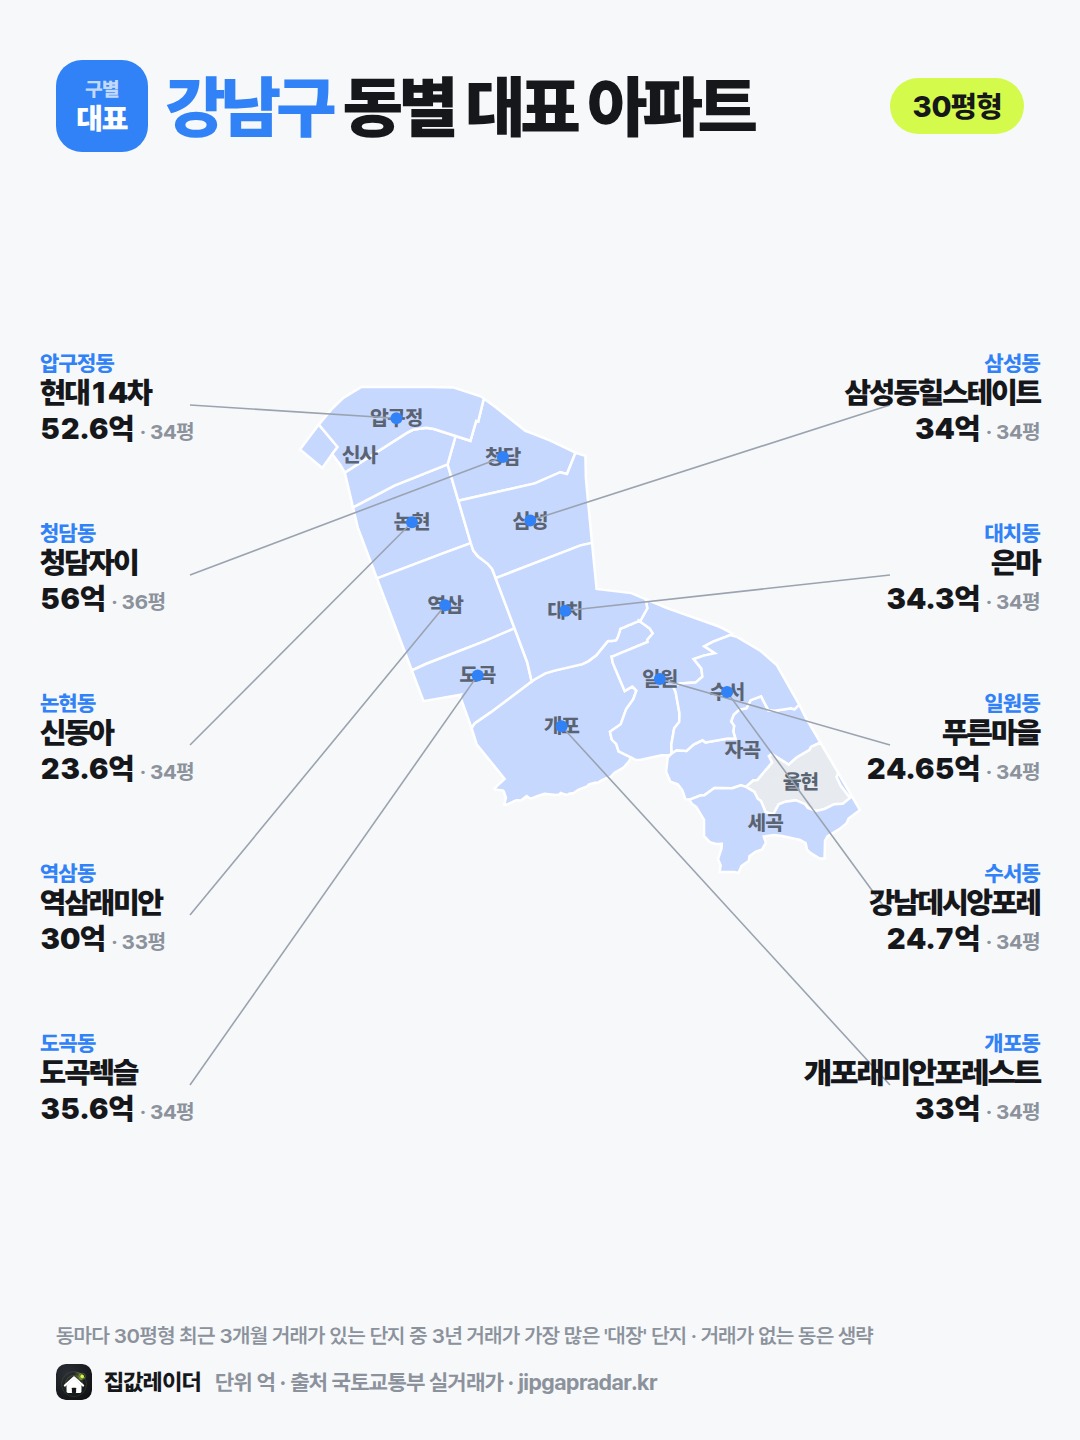 구별
대표
강남구 동별 대표 아파트
30평형
압구정동
현대14차
52.6억 · 34평
청담동
청담자이
56억 · 36평
논현동
신동아
23.6억 · 34평
역삼동
역삼래미안
30억 · 33평
도곡동
도곡렉슬
35.6억 · 34평
압구정
신사
청담
논현
삼성
역삼
대치
도곡
일원
수서
개포
자곡
율현
세곡
삼성동
삼성동힐스테이트
34억 · 34평
대치동
은마
34.3억 · 34평
일원동
푸른마을
24.65억 · 34평
수서동
강남데시앙포레
24.7억 · 34평
개포동
개포래미안포레스트
33억 · 34평
동마다 30평형 최근 3개월 거래가 있는 단지 중 3년 거래가 가장 많은 '대장' 단지 · 거래가 없는 동은 생략
집값레이더 단위 억 · 출처 국토교통부 실거래가 · jipgapradar.kr